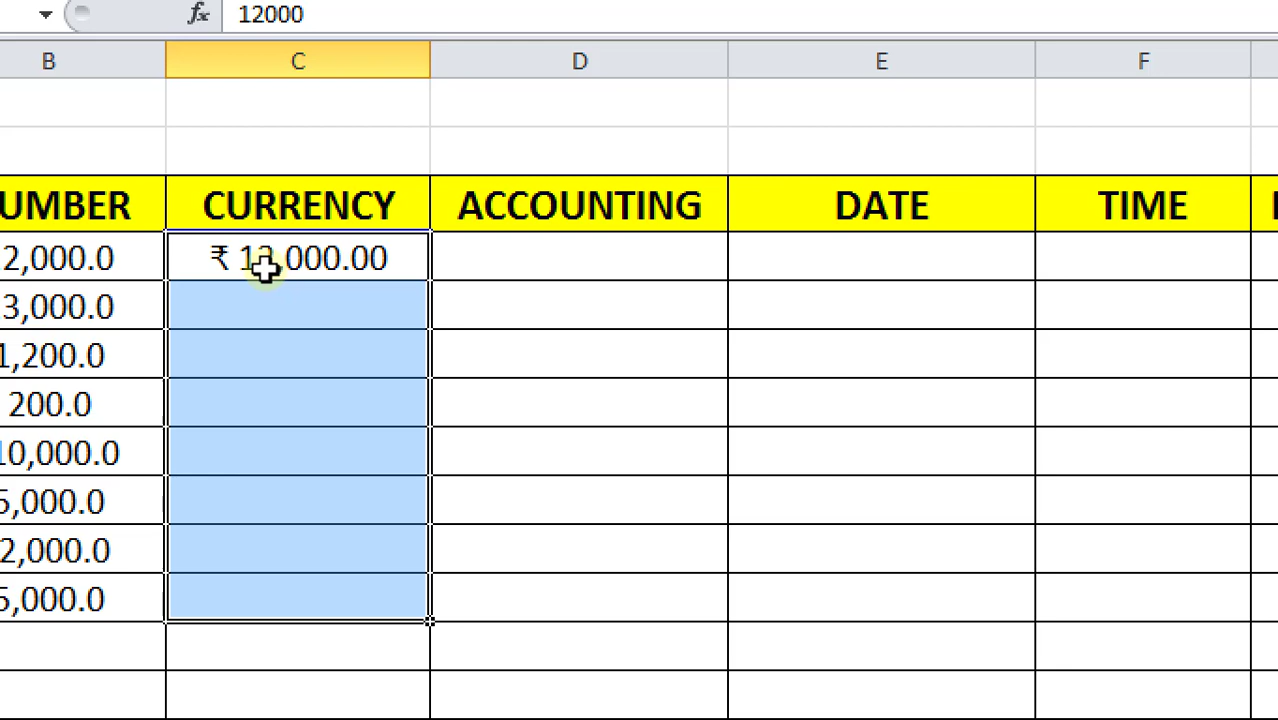 fx 12000
B C D E F
UMBER CURRENCY ACCOUNTING DATE TIME
2,000.0 ₹ 12,000.00
3,000.0
1,200.0
200.0
10,000.0
5,000.0
2,000.0
5,000.0